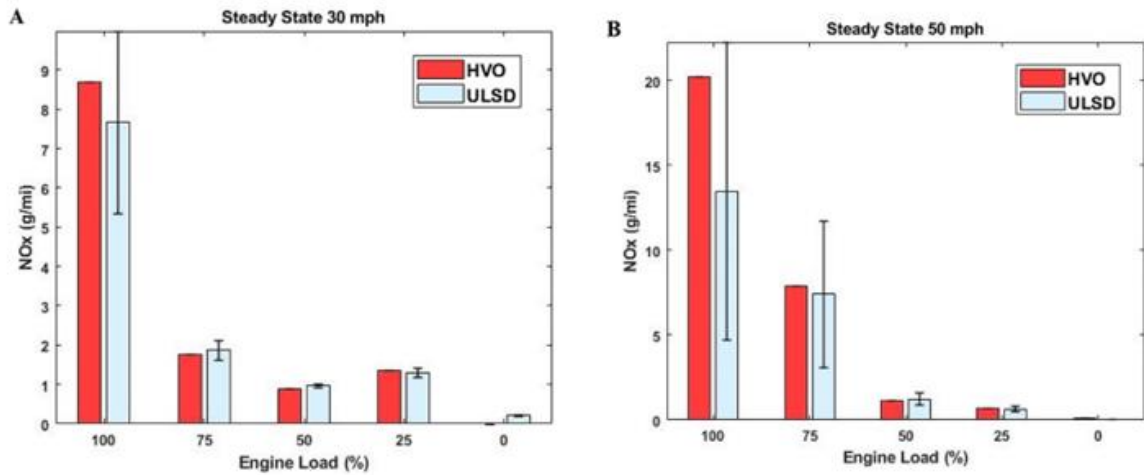 A
Steady State 30 mph
NOx (g/mi)
9
8
7
6
5
4
3
2
1
0
HVO
ULSD
100
75
50
25
0
Engine Load (%)
B
Steady State 50 mph
NOx (g/mi)
20
15
10
5
0
HVO
ULSD
100
75
50
25
0
Engine Load (%)